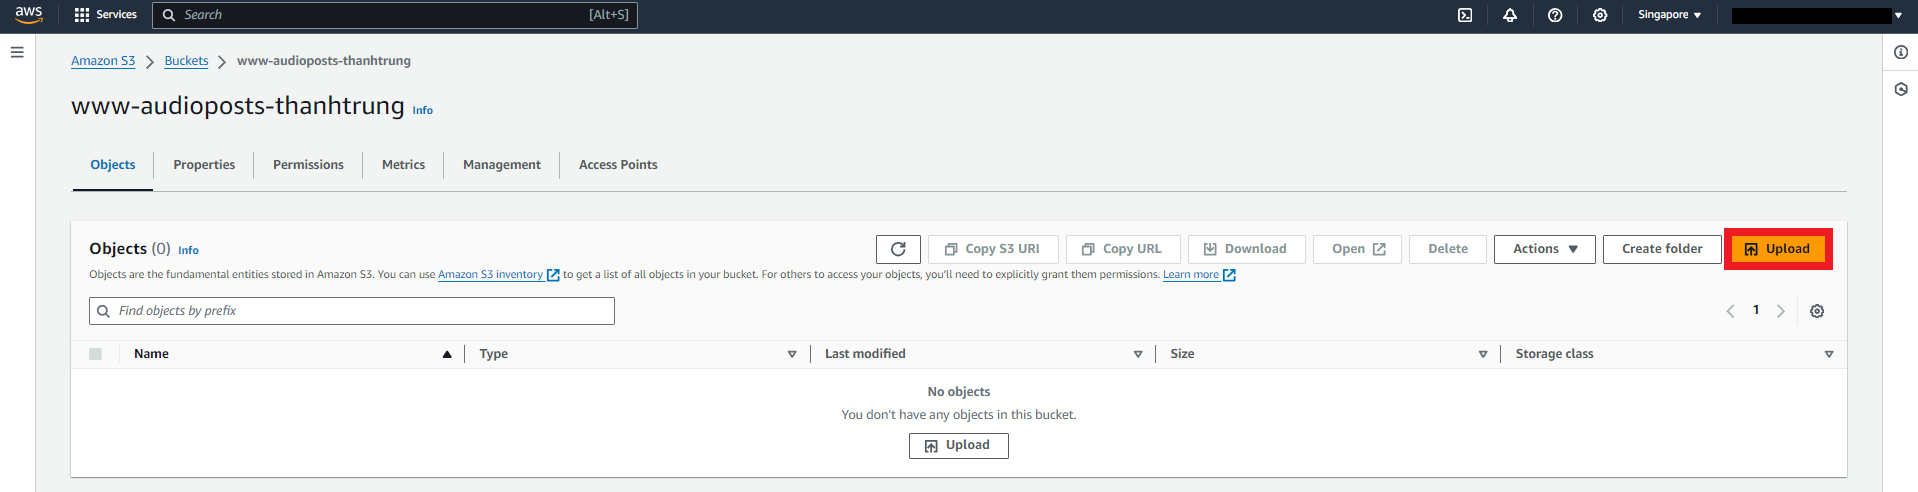 aws Services Search [Alt+S] Singapore
Amazon S3 Buckets www-audioposts-thanhtrung
www-audioposts-thanhtrung Info
Objects Properties Permissions Metrics Management Access Points
Objects (0) Info Copy S3 URI Copy URL Download Open Delete Actions Create folder Upload
Objects are the fundamental entities stored in Amazon S3. You can use Amazon S3 inventory to get a list of all objects in your bucket. For others to access your objects, you'll need to explicitly grant them permissions. Learn more
Find objects by prefix 1
Name Type Last modified Size Storage class
No objects
You don't have any objects in this bucket.
Upload